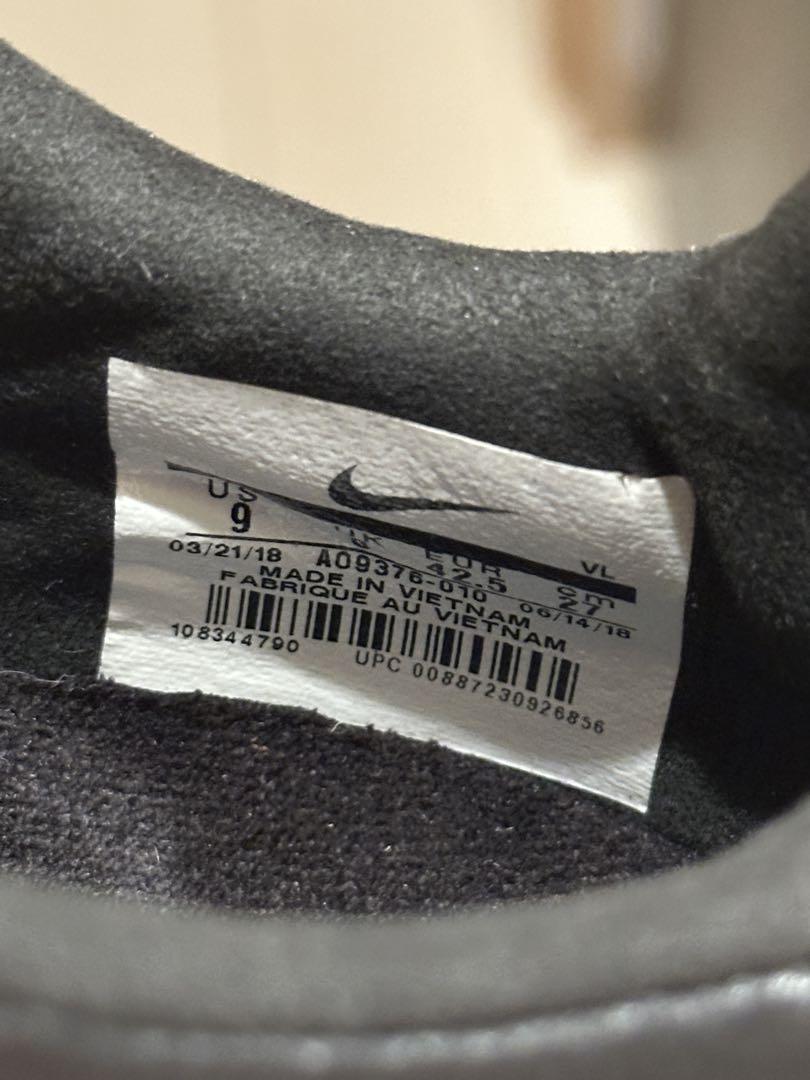 US EUR cm VL
9 42.5 27
03/21/18 AO9376-010 06/14/18
MADE IN VIETNAM
FABRIQUE AU VIETNAM
108344790
UPC 00887230926856